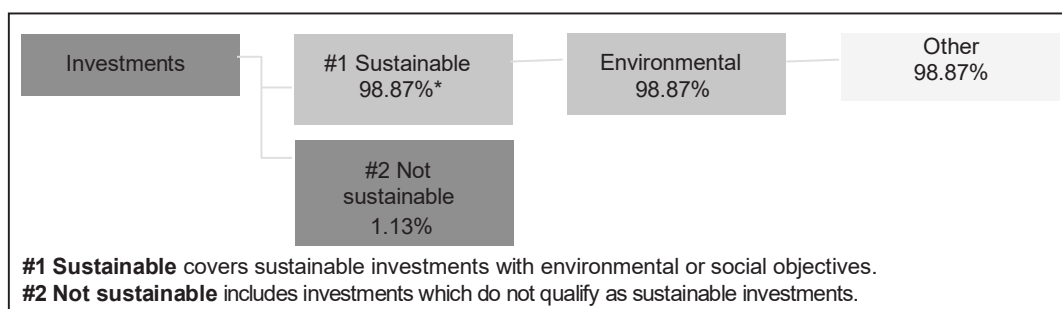 Investments
#1 Sustainable
98.87%*
Environmental
98.87%
Other
98.87%
#2 Not
sustainable
1.13%
#1 Sustainable covers sustainable investments with environmental or social objectives.
#2 Not sustainable includes investments which do not qualify as sustainable investments.